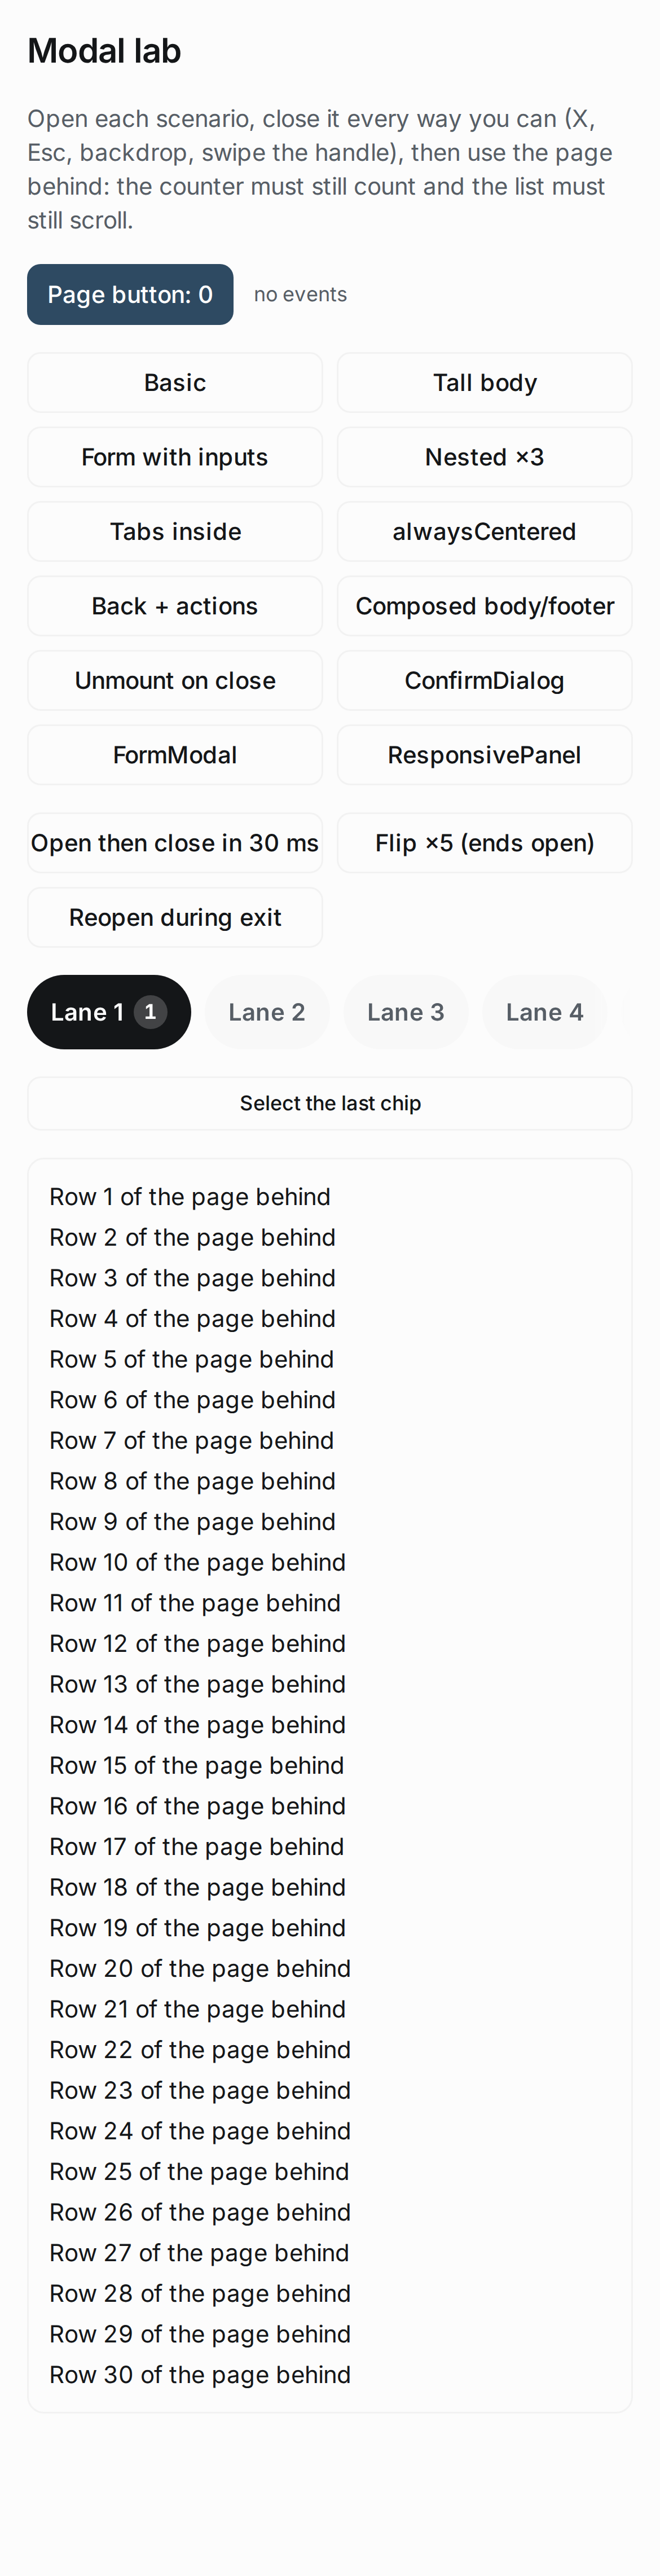 Modal lab
Open each scenario, close it every way you can (X,
Esc, backdrop, swipe the handle), then use the page
behind: the counter must still count and the list must
still scroll.
Page button: 0
no events
Basic
Tall body
Form with inputs
Nested ×3
Tabs inside
alwaysCentered
Back + actions
Composed body/footer
Unmount on close
ConfirmDialog
FormModal
ResponsivePanel
Open then close in 30 ms
Flip ×5 (ends open)
Reopen during exit
Lane 1 1
Lane 2
Lane 3
Lane 4
Select the last chip
Row 1 of the page behind
Row 2 of the page behind
Row 3 of the page behind
Row 4 of the page behind
Row 5 of the page behind
Row 6 of the page behind
Row 7 of the page behind
Row 8 of the page behind
Row 9 of the page behind
Row 10 of the page behind
Row 11 of the page behind
Row 12 of the page behind
Row 13 of the page behind
Row 14 of the page behind
Row 15 of the page behind
Row 16 of the page behind
Row 17 of the page behind
Row 18 of the page behind
Row 19 of the page behind
Row 20 of the page behind
Row 21 of the page behind
Row 22 of the page behind
Row 23 of the page behind
Row 24 of the page behind
Row 25 of the page behind
Row 26 of the page behind
Row 27 of the page behind
Row 28 of the page behind
Row 29 of the page behind
Row 30 of the page behind